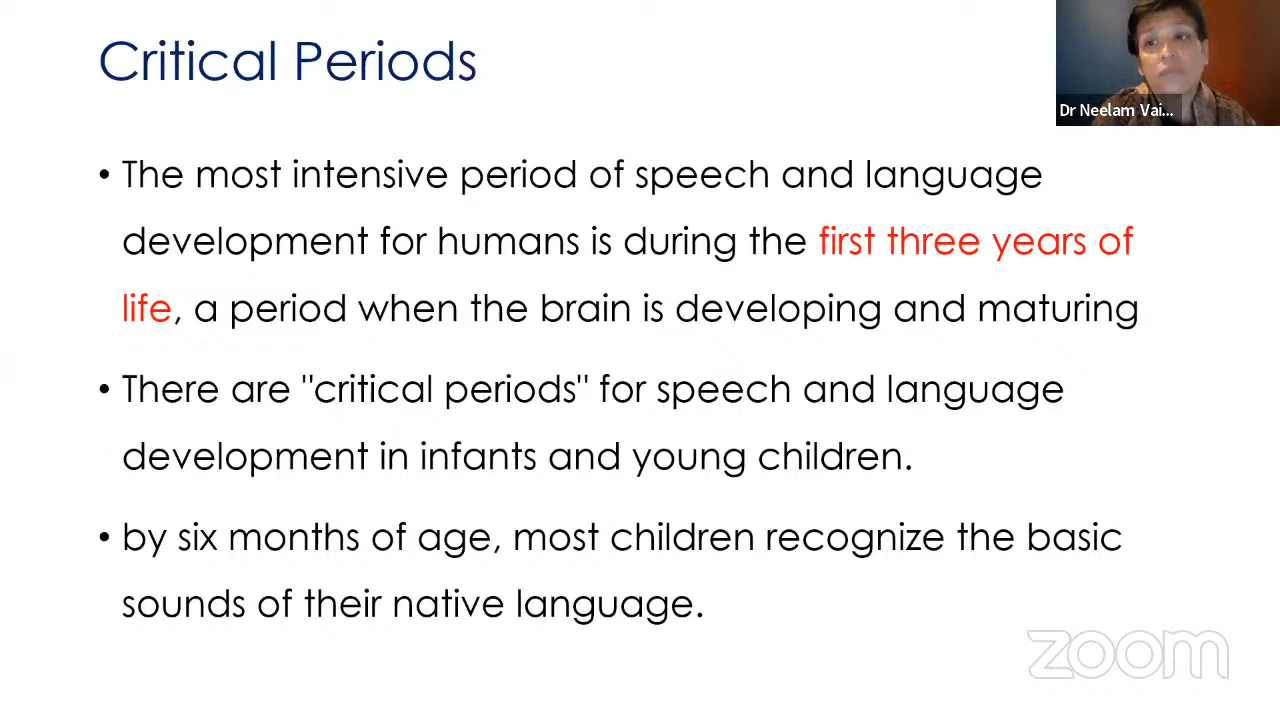 Critical Periods
Dr Neelam Vai...
• The most intensive period of speech and language
development for humans is during the first three years of
life, a period when the brain is developing and maturing
• There are "critical periods" for speech and language
development in infants and young children.
• by six months of age, most children recognize the basic
sounds of their native language.
zoom